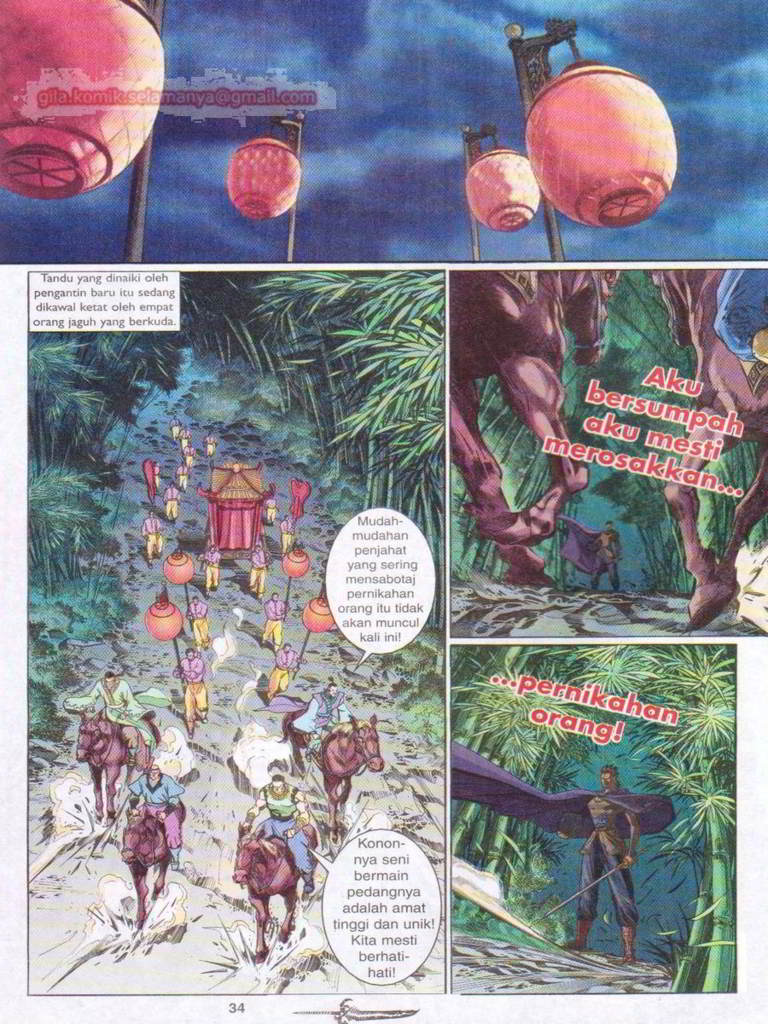 gila.komik.selamanya@gmail.com
Tandu yang dinaiki oleh
pengantin baru itu sedang
dikawal ketat oleh empat
orang jaguh yang berkuda.
Mudah-
mudahan
penjahat
yang sering
mensabotaj
pernikahan
orang itu tidak
akan muncul
kali ini!
Konon-
nya seni
bermain
pedangnya
adalah amat
tinggi dan unik!
Kita mesti
berhati-
hati!
Aku
bersumpah
aku mesti
merosakkan...
...pernikahan
orang!
34